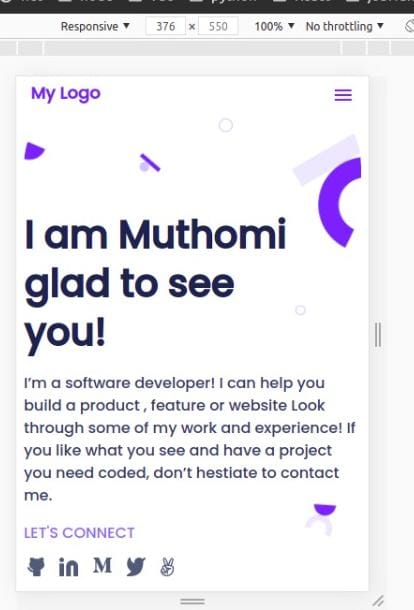 Responsive ▼ 376 × 550 100% ▼ No throttling ▼
My Logo
I am Muthomi
glad to see
you!
I'm a software developer! I can help you
build a product , feature or website Look
through some of my work and experience! If
you like what you see and have a project
you need coded, don't hestiate to contact
me.
LET'S CONNECT